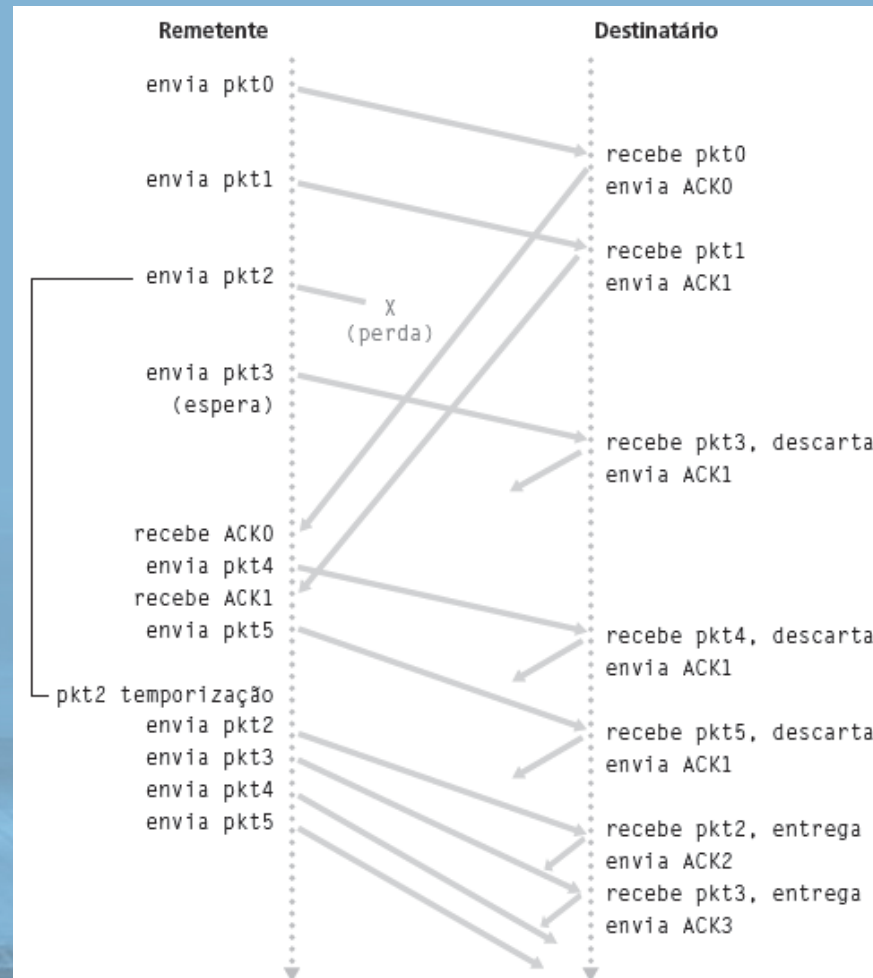 Remetente
Destinatário
envia pkt0
recebe pkt0
envia ACK0
envia pkt1
recebe pkt1
envia ACK1
envia pkt2
X
(perda)
envia pkt3
(espera)
recebe pkt3, descarta
envia ACK1
recebe ACK0
envia pkt4
recebe ACK1
envia pkt5
recebe pkt4, descarta
envia ACK1
pkt2 temporização
envia pkt2
envia pkt3
envia pkt4
envia pkt5
recebe pkt5, descarta
envia ACK1
recebe pkt2, entrega
envia ACK2
recebe pkt3, entrega
envia ACK3